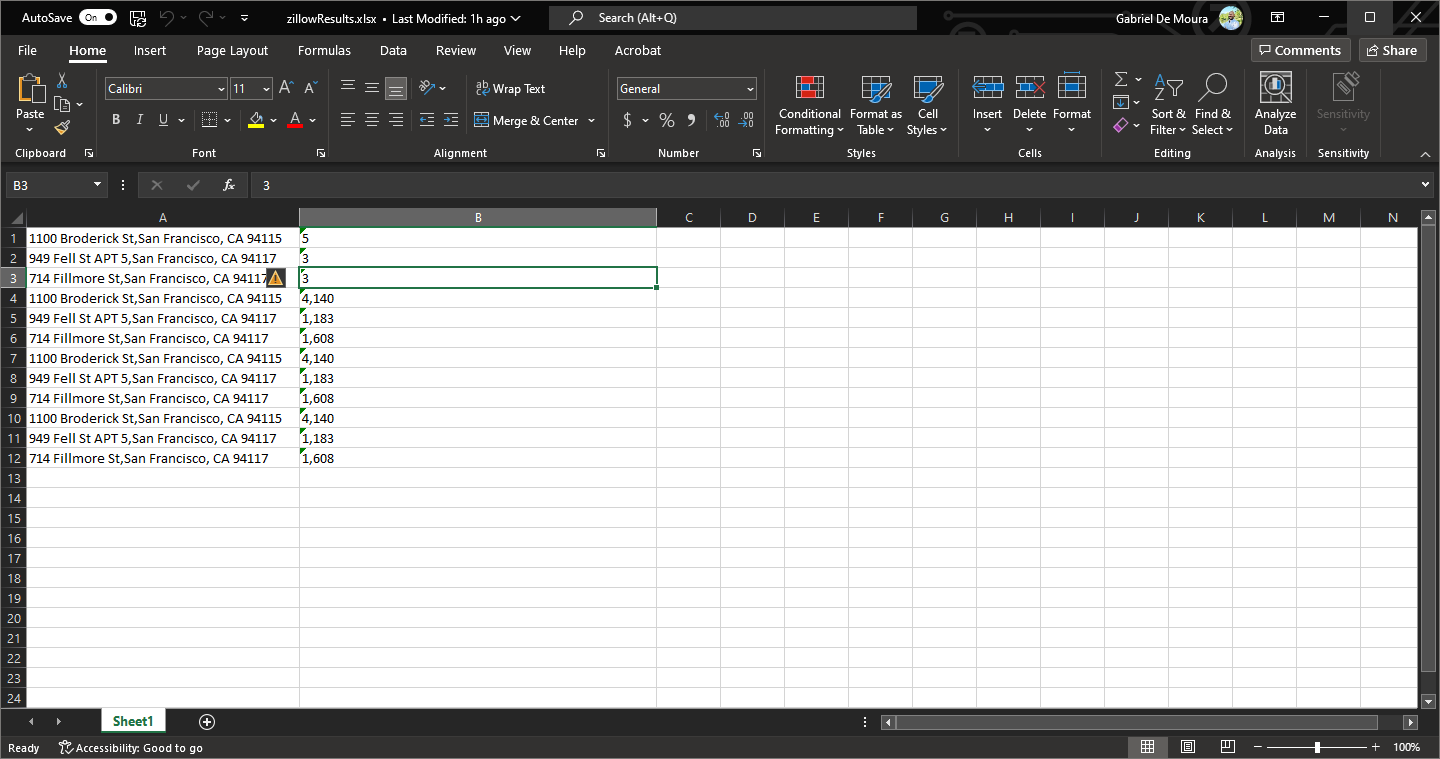 AutoSave On zillowResults.xlsx • Last Modified: 1h ago Search (Alt+Q) Gabriel De Moura
File Home Insert Page Layout Formulas Data Review View Help Acrobat Comments Share
Calibri 11 A A ab Wrap Text General Σ A Z
Paste B I U A Merge & Center $ % 9 Conditional Formatting Format as Table Cell Styles Insert Delete Format Sort & Filter Find & Select Analyze Data Sensitivity
Clipboard Font Alignment Number Styles Cells Editing Analysis Sensitivity
B3 fx 3
A B C D E F G H I J K L M N
1 1100 Broderick St,San Francisco, CA 94115 5
2 949 Fell St APT 5,San Francisco, CA 94117 3
3 714 Fillmore St,San Francisco, CA 94117 3
4 1100 Broderick St,San Francisco, CA 94115 4,140
5 949 Fell St APT 5,San Francisco, CA 94117 1,183
6 714 Fillmore St,San Francisco, CA 94117 1,608
7 1100 Broderick St,San Francisco, CA 94115 4,140
8 949 Fell St APT 5,San Francisco, CA 94117 1,183
9 714 Fillmore St,San Francisco, CA 94117 1,608
10 1100 Broderick St,San Francisco, CA 94115 4,140
11 949 Fell St APT 5,San Francisco, CA 94117 1,183
12 714 Fillmore St,San Francisco, CA 94117 1,608
13
14
15
16
17
18
19
20
21
22
23
24
Sheet1
Ready Accessibility: Good to go 100%